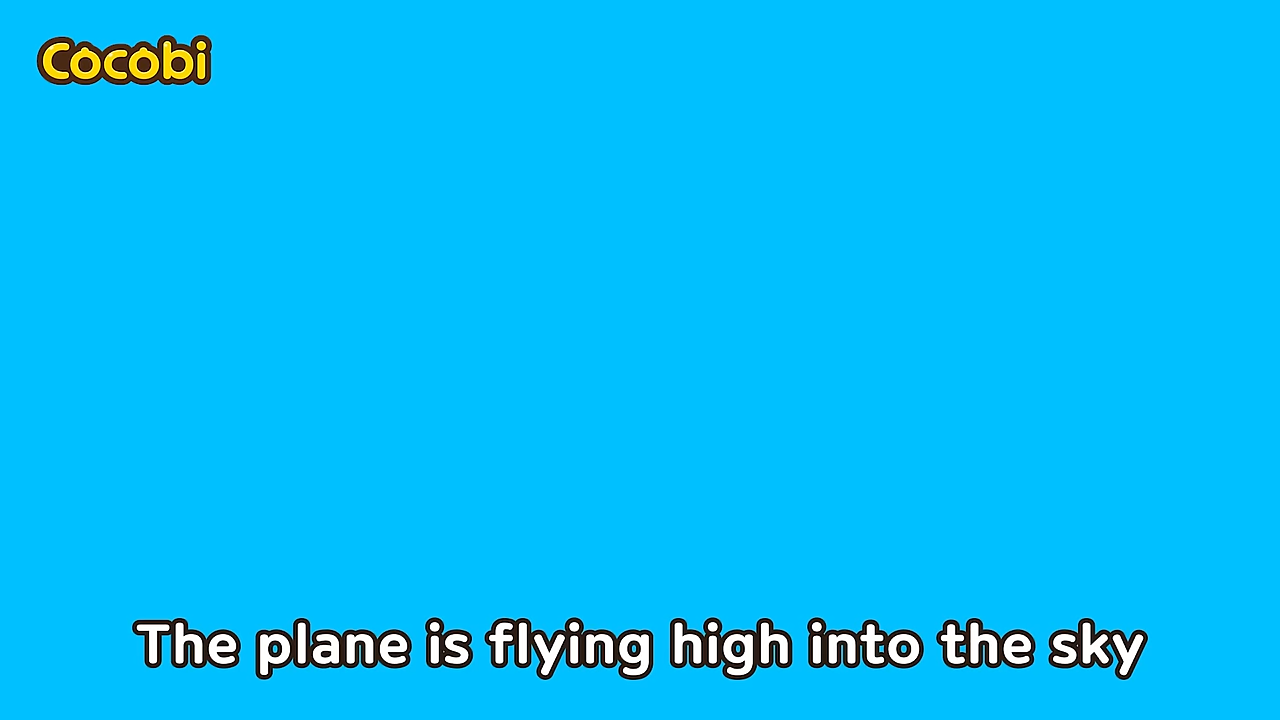 Cocobi
The plane is flying high into the sky